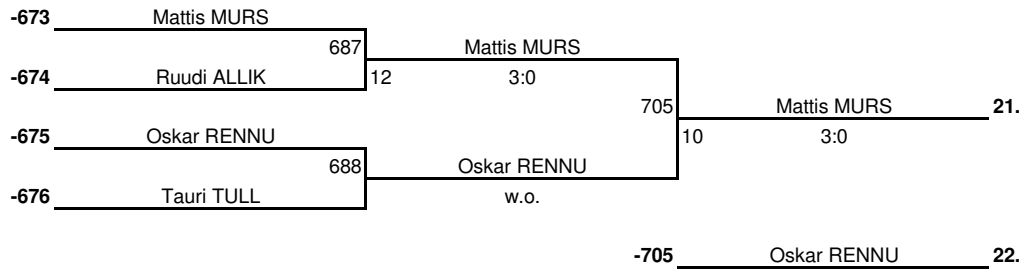 -673 Mattis MURS
687 Mattis MURS
-674 Ruudi ALLIK 12 3:0
705 Mattis MURS 21.
-675 Oskar RENNU 10 3:0
688 Oskar RENNU
-676 Tauri TULL w.o.
-705 Oskar RENNU 22.